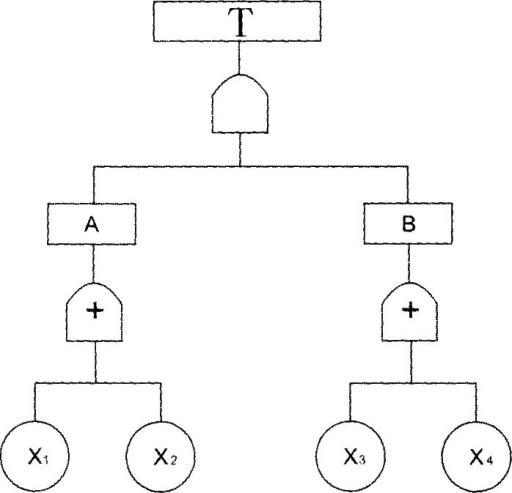 T
A B
+ +
X₁ X₂ X₃ X₄